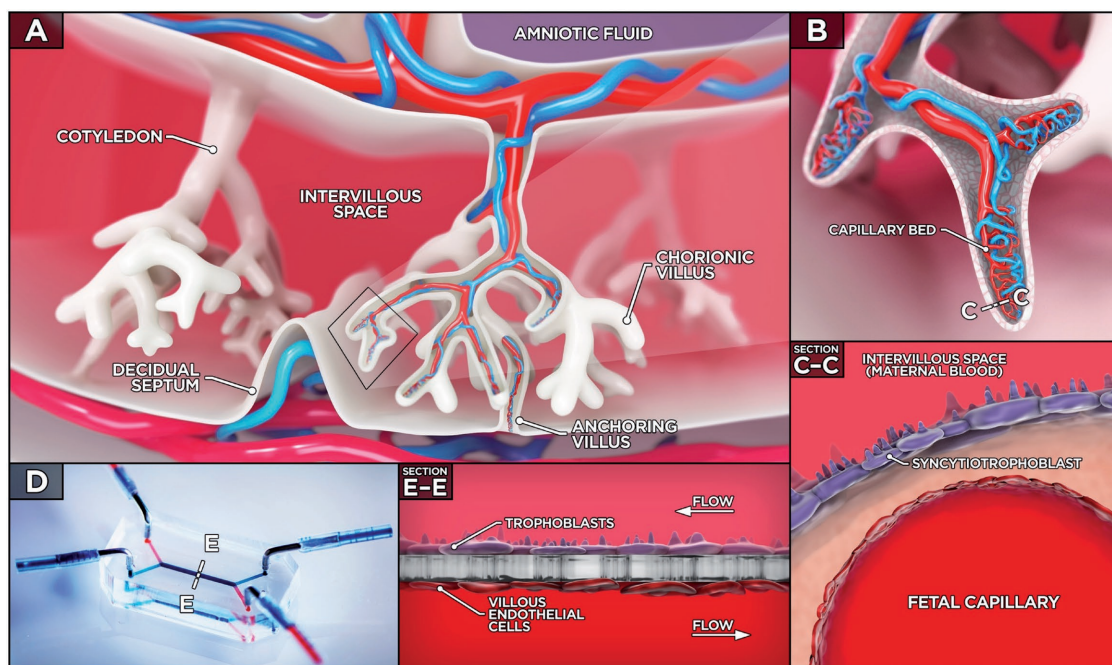 A
AMNIOTIC FLUID
COTYLEDON
INTERVILLOUS
SPACE
CHORIONIC
VILLUS
DECIDUAL
SEPTUM
ANCHORING
VILLUS
B
CAPILLARY BED
C C
SECTION
C–C
INTERVILLOUS SPACE
(MATERNAL BLOOD)
SYNCYTIOTROPHOBLAST
FETAL CAPILLARY
D
E
E
SECTION
E–E
FLOW
TROPHOBLASTS
VILLOUS
ENDOTHELIAL
CELLS
FLOW